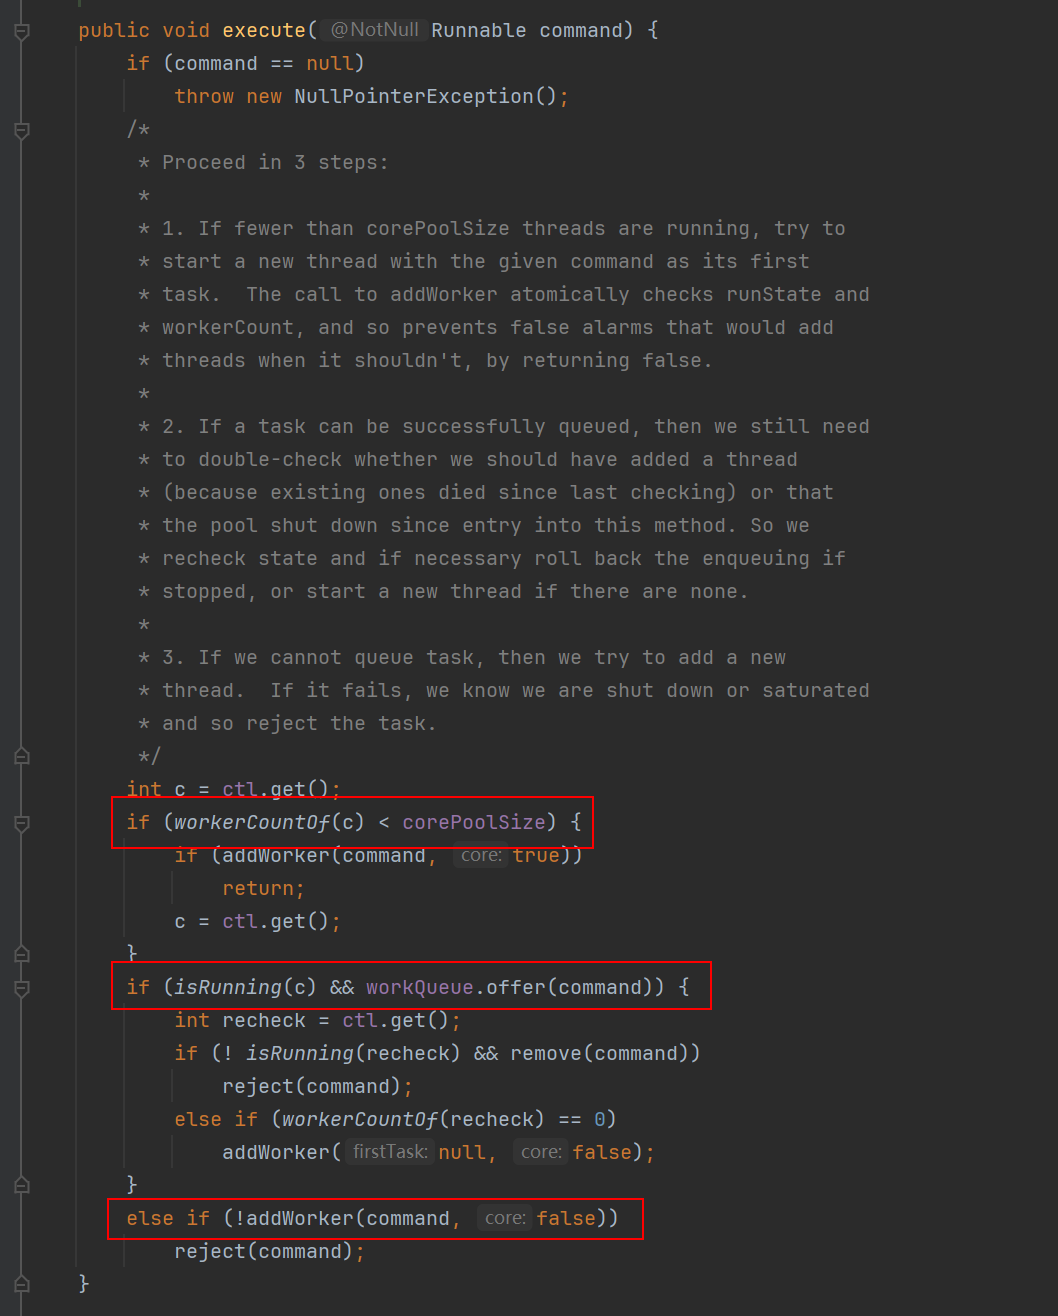 public void execute( @NotNull Runnable command) {
    if (command == null)
        throw new NullPointerException();
    /*
     * Proceed in 3 steps:
     *
     * 1. If fewer than corePoolSize threads are running, try to
     * start a new thread with the given command as its first
     * task.  The call to addWorker atomically checks runState and
     * workerCount, and so prevents false alarms that would add
     * threads when it shouldn't, by returning false.
     *
     * 2. If a task can be successfully queued, then we still need
     * to double-check whether we should have added a thread
     * (because existing ones died since last checking) or that
     * the pool shut down since entry into this method. So we
     * recheck state and if necessary roll back the enqueuing if
     * stopped, or start a new thread if there are none.
     *
     * 3. If we cannot queue task, then we try to add a new
     * thread.  If it fails, we know we are shut down or saturated
     * and so reject the task.
     */
    int c = ctl.get();
    if (workerCountOf(c) < corePoolSize) {
        if (addWorker(command, core: true))
            return;
        c = ctl.get();
    }
    if (isRunning(c) && workQueue.offer(command)) {
        int recheck = ctl.get();
        if (! isRunning(recheck) && remove(command))
            reject(command);
        else if (workerCountOf(recheck) == 0)
            addWorker( firstTask: null, core: false);
    }
    else if (!addWorker(command, core: false))
        reject(command);
}